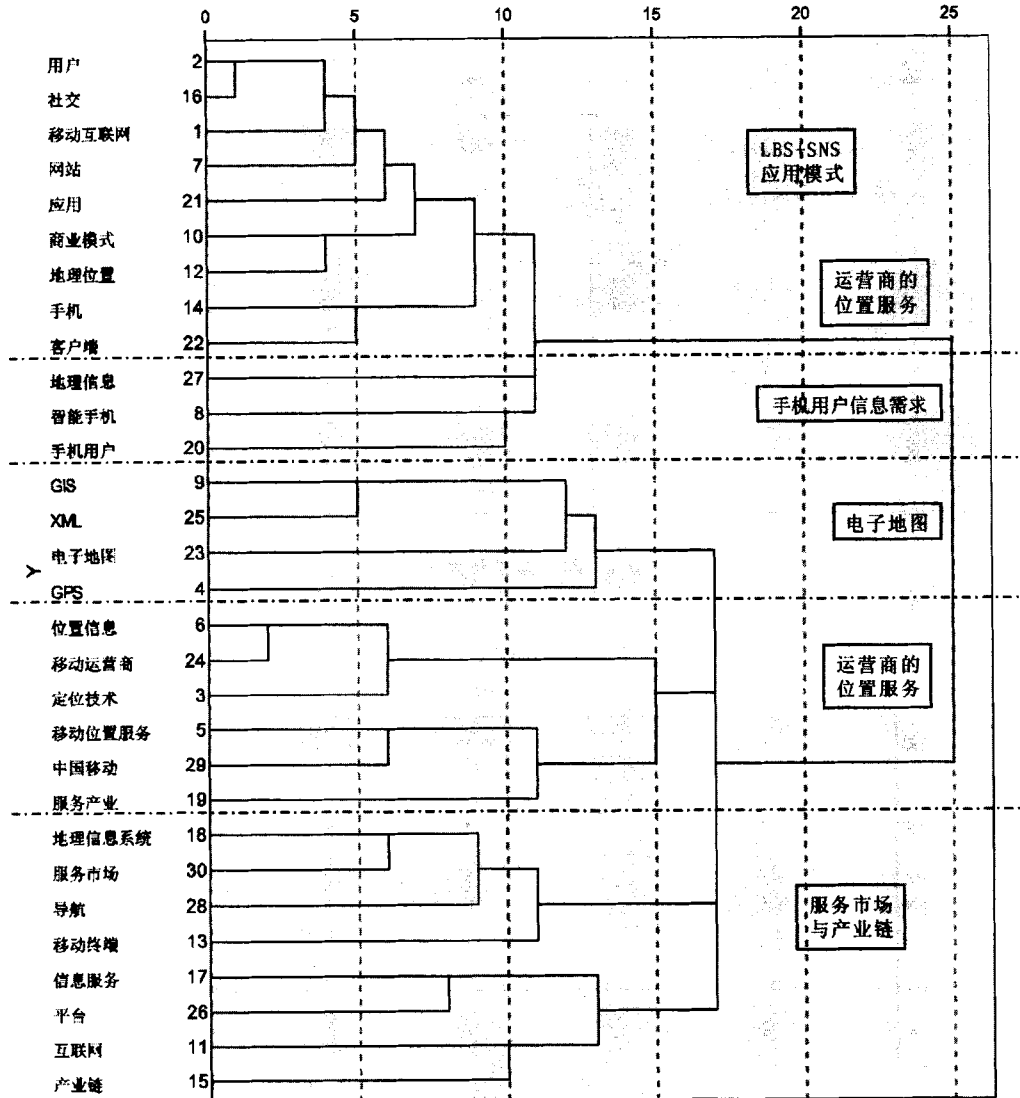 0 5 10 15 20 25
用户 2
社交 16
移动互联网 1
网站 7
应用 21
商业模式 10
地理位置 12
手机 14
客户端 22
地理信息 27
智能手机 8
手机用户 20
GIS 9
XML 25
电子地图 23
GPS 4
位置信息 6
移动运营商 24
定位技术 3
移动位置服务 5
中国移动 29
服务产业 19
地理信息系统 18
服务市场 30
导航 28
移动终端 13
信息服务 17
平台 26
互联网 11
产业链 15
Y
LBS+SNS
应用模式
运营商的
位置服务
手机用户信息需求
电子地图
运营商的
位置服务
服务市场
与产业链